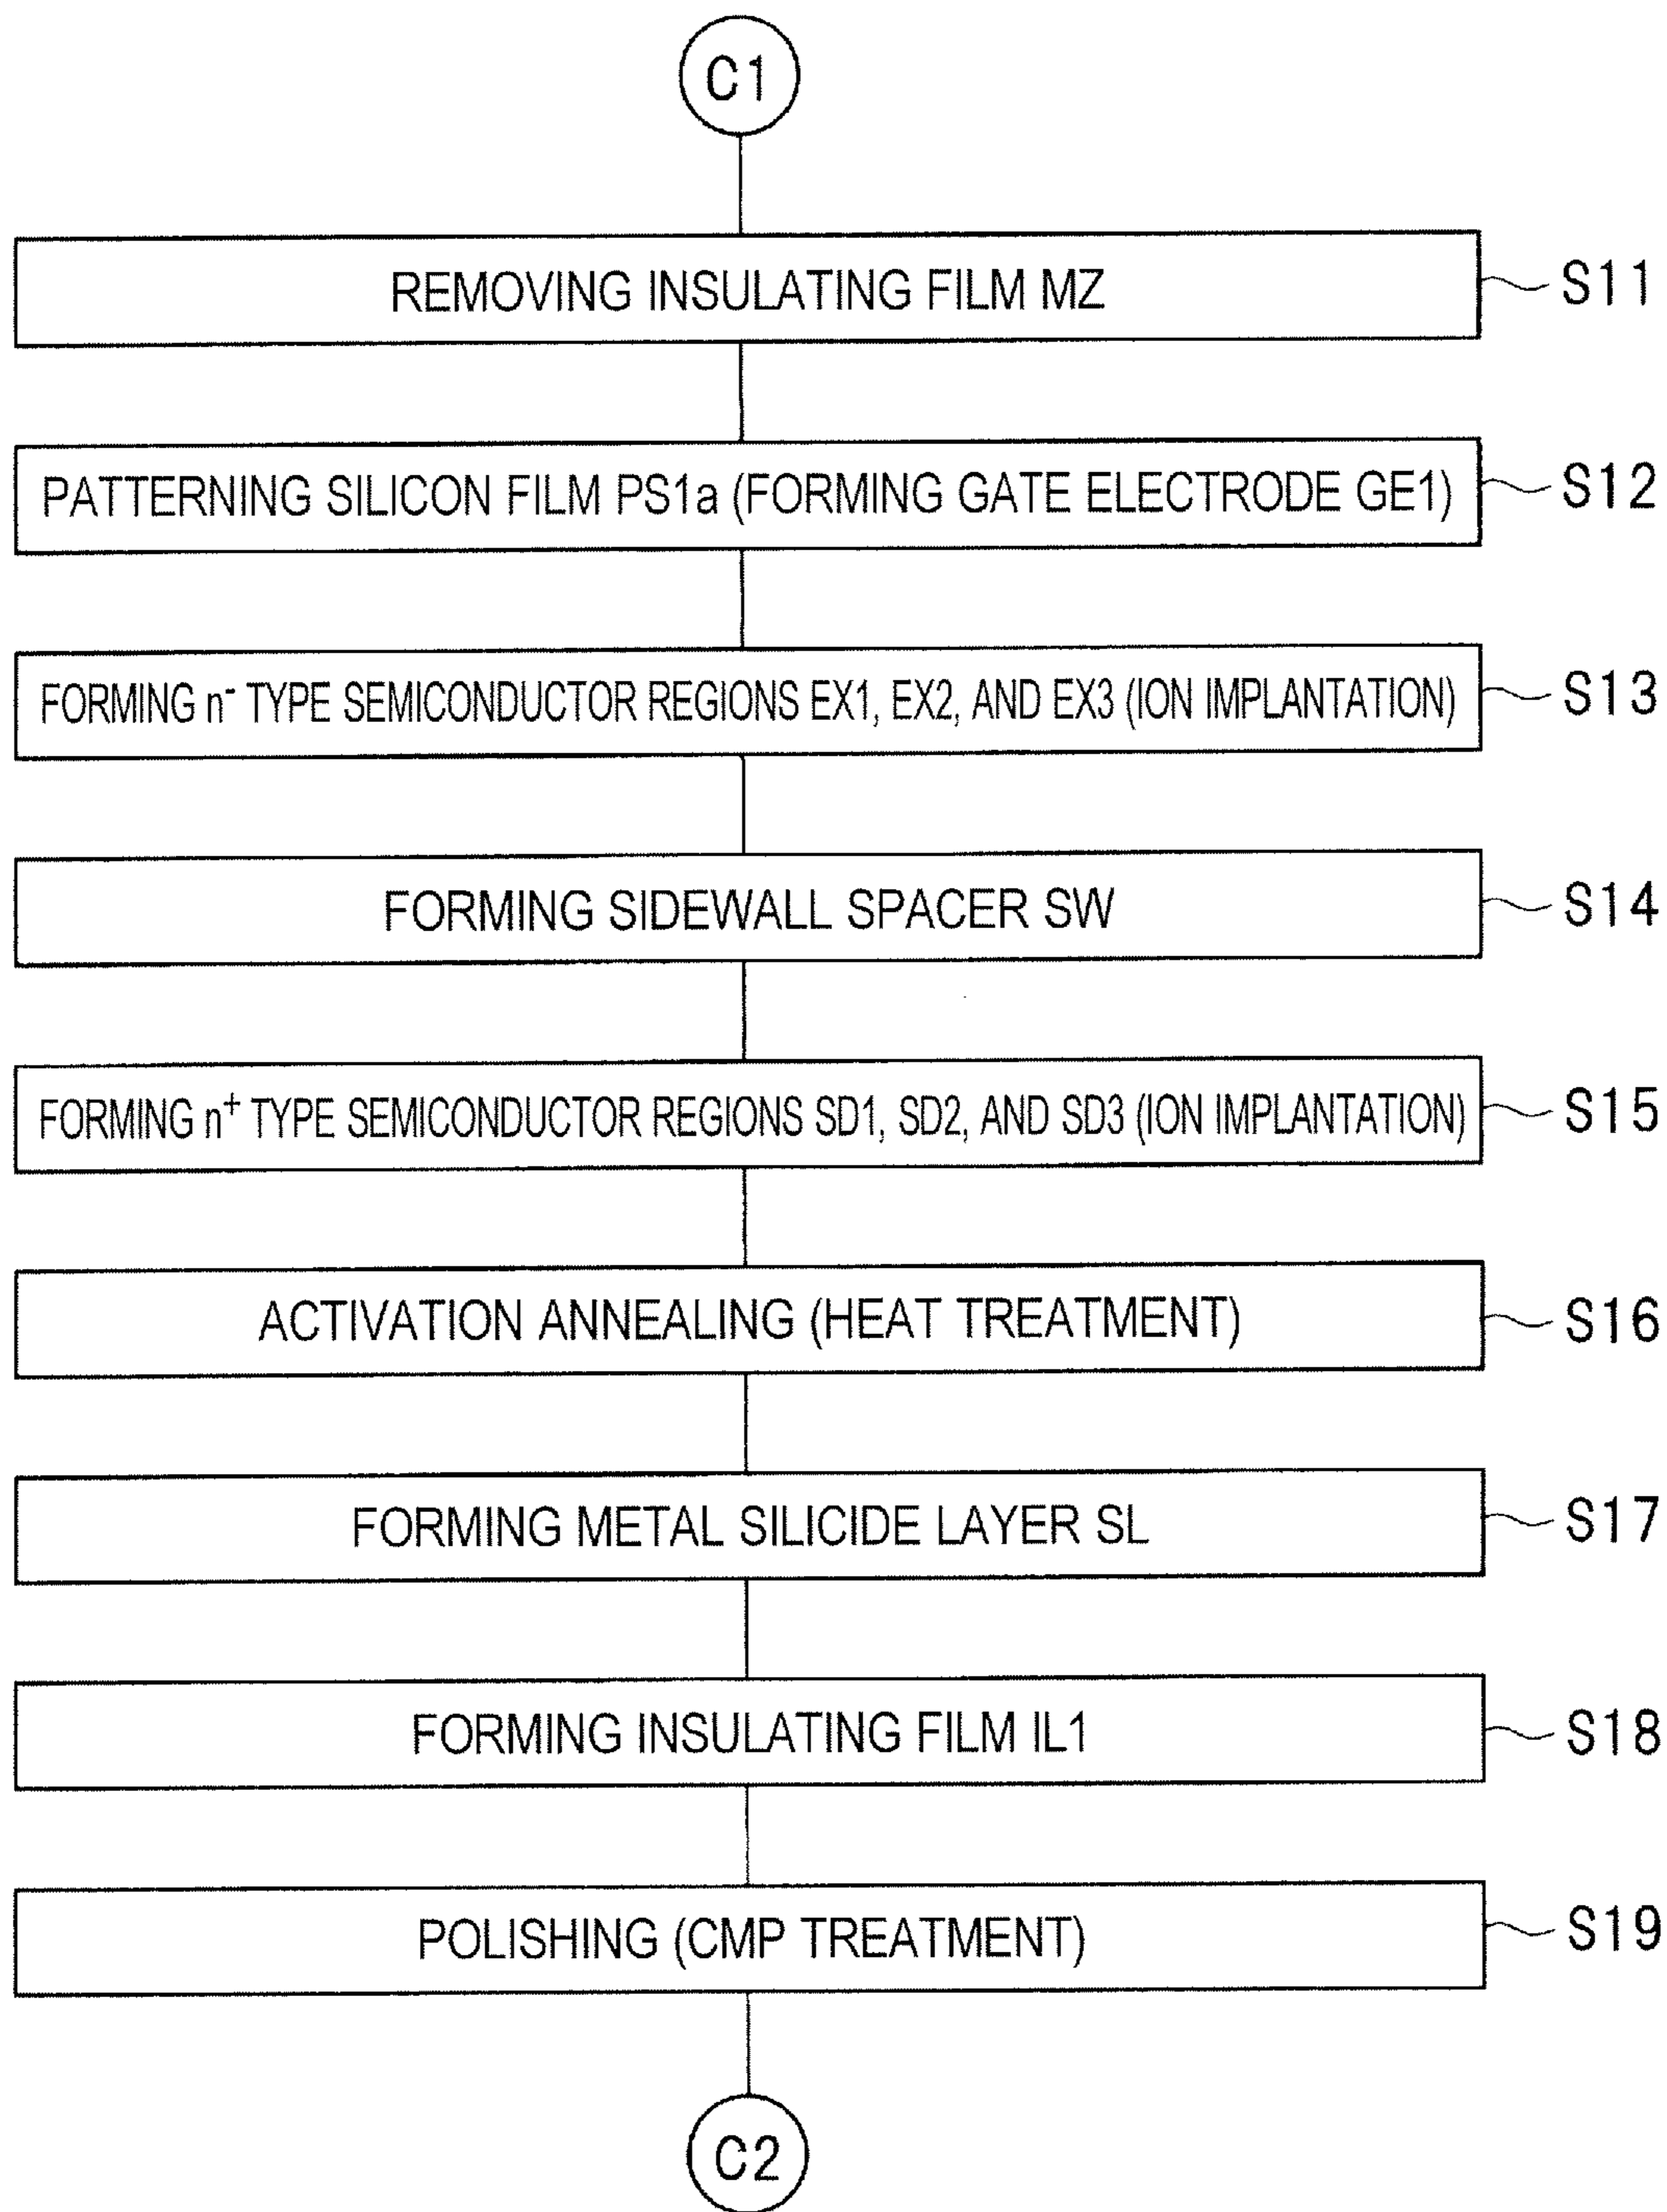 C1
REMOVING INSULATING FILM MZ S11
PATTERNING SILICON FILM PS1a (FORMING GATE ELECTRODE GE1) S12
FORMING n⁻ TYPE SEMICONDUCTOR REGIONS EX1, EX2, AND EX3 (ION IMPLANTATION) S13
FORMING SIDEWALL SPACER SW S14
FORMING n⁺ TYPE SEMICONDUCTOR REGIONS SD1, SD2, AND SD3 (ION IMPLANTATION) S15
ACTIVATION ANNEALING (HEAT TREATMENT) S16
FORMING METAL SILICIDE LAYER SL S17
FORMING INSULATING FILM IL1 S18
POLISHING (CMP TREATMENT) S19
C2